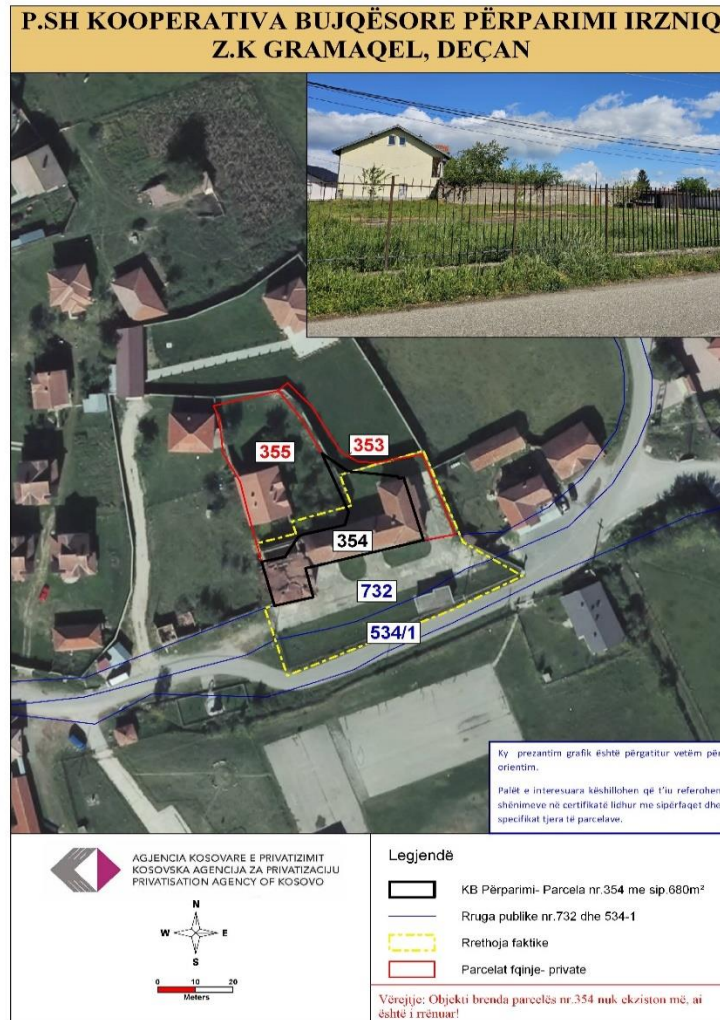 P.SH KOOPERATIVA BUJQËSORE PËRPARIMI IRZNIQ
Z.K GRAMAQEL, DEÇAN
353
355
354
732
534/1
Ky prezantim grafik është përgatitur vetëm për
orientim.
Palët e interesuara këshillohen që t'iu referohen
shënimeve në certifikatë lidhur me sipërfaqet dhe
specifikat tjera të parcelave.
AGJENCIA KOSOVARE E PRIVATIZIMIT
KOSOVSKA AGENCIJA ZA PRIVATIZACIJU
PRIVATISATION AGENCY OF KOSOVO
N
W E
S
0 10 20
Meters
Legjendë
KB Përparimi- Parcela nr.354 me sip.680m²
Rruga publike nr.732 dhe 534-1
Rrethoja faktike
Parcelat fqinje- private
Vërejtje: Objekti brenda parcelës nr.354 nuk ekziston më, ai
është i rrënuar!